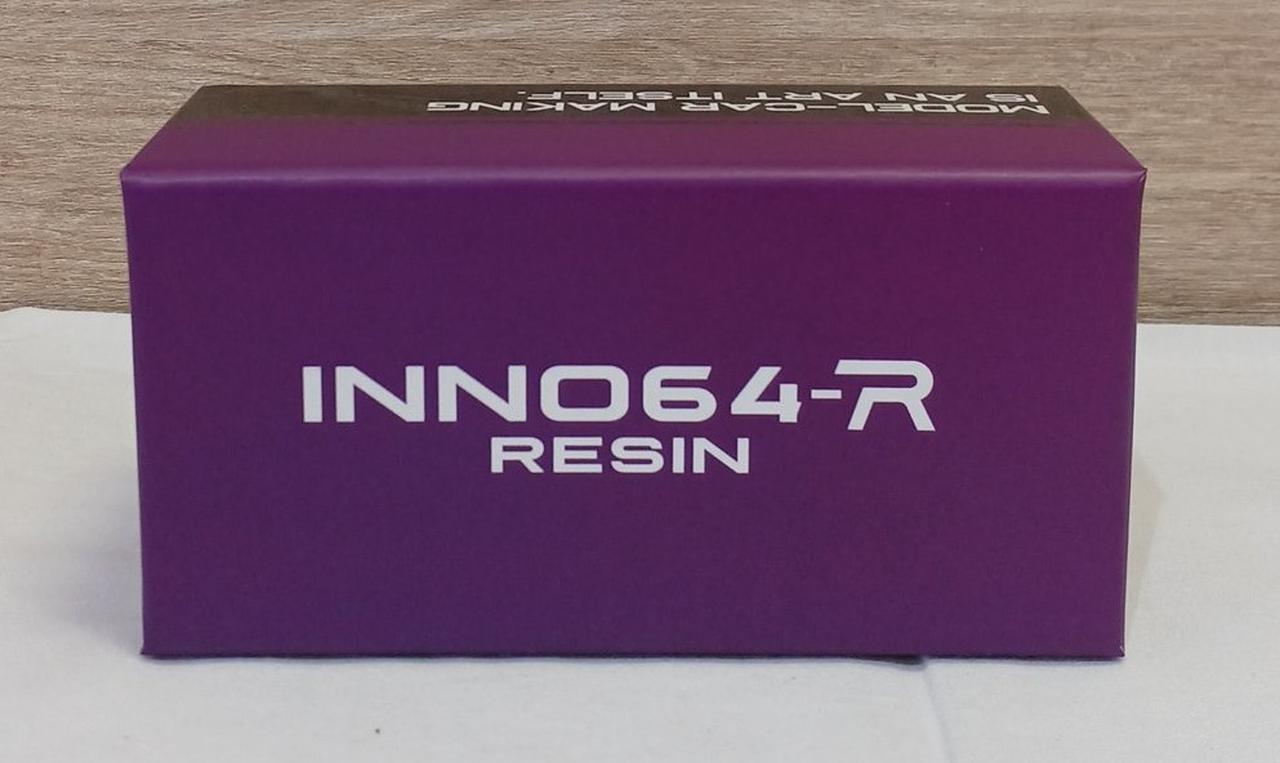 MODEL-CAR MAKING
IS AN ART ITSELF.
INNO64-R
RESIN